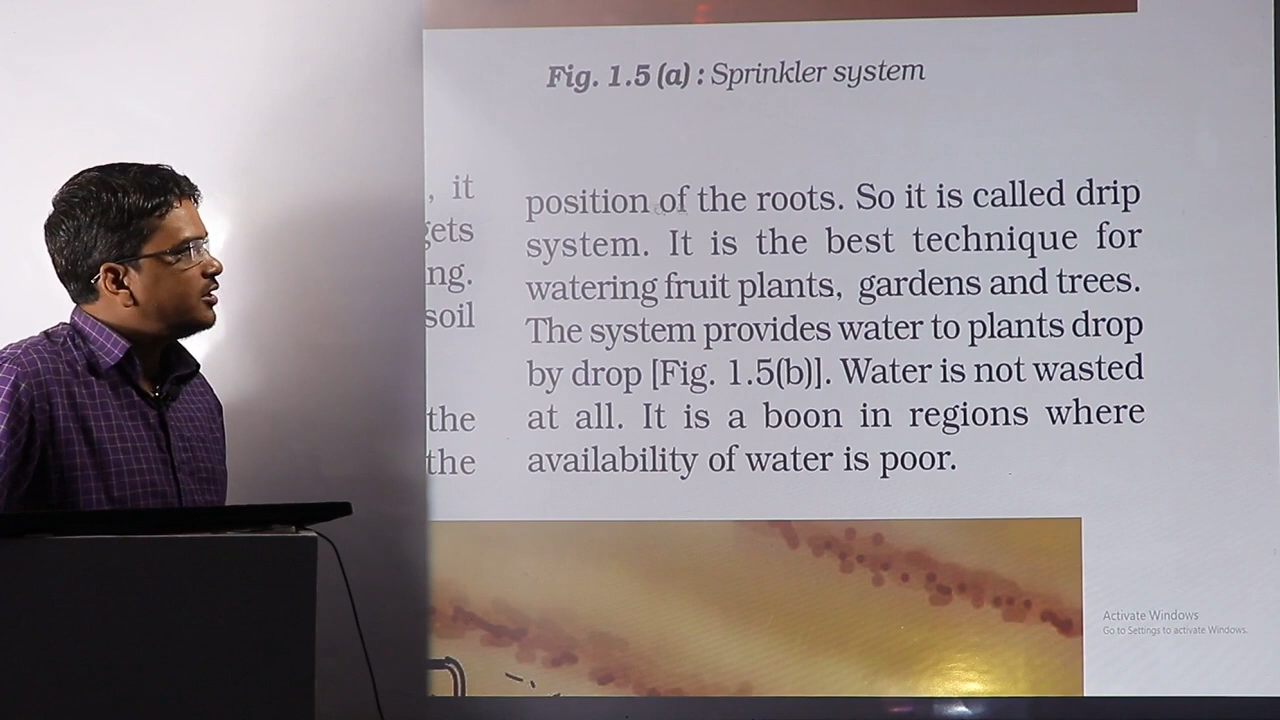 Fig. 1.5 (a) : Sprinkler system
, it
gets
ng.
soil
the
the
position of the roots. So it is called drip
system. It is the best technique for
watering fruit plants, gardens and trees.
The system provides water to plants drop
by drop [Fig. 1.5(b)]. Water is not wasted
at all. It is a boon in regions where
availability of water is poor.
Activate Windows
Go to Settings to activate Windows.